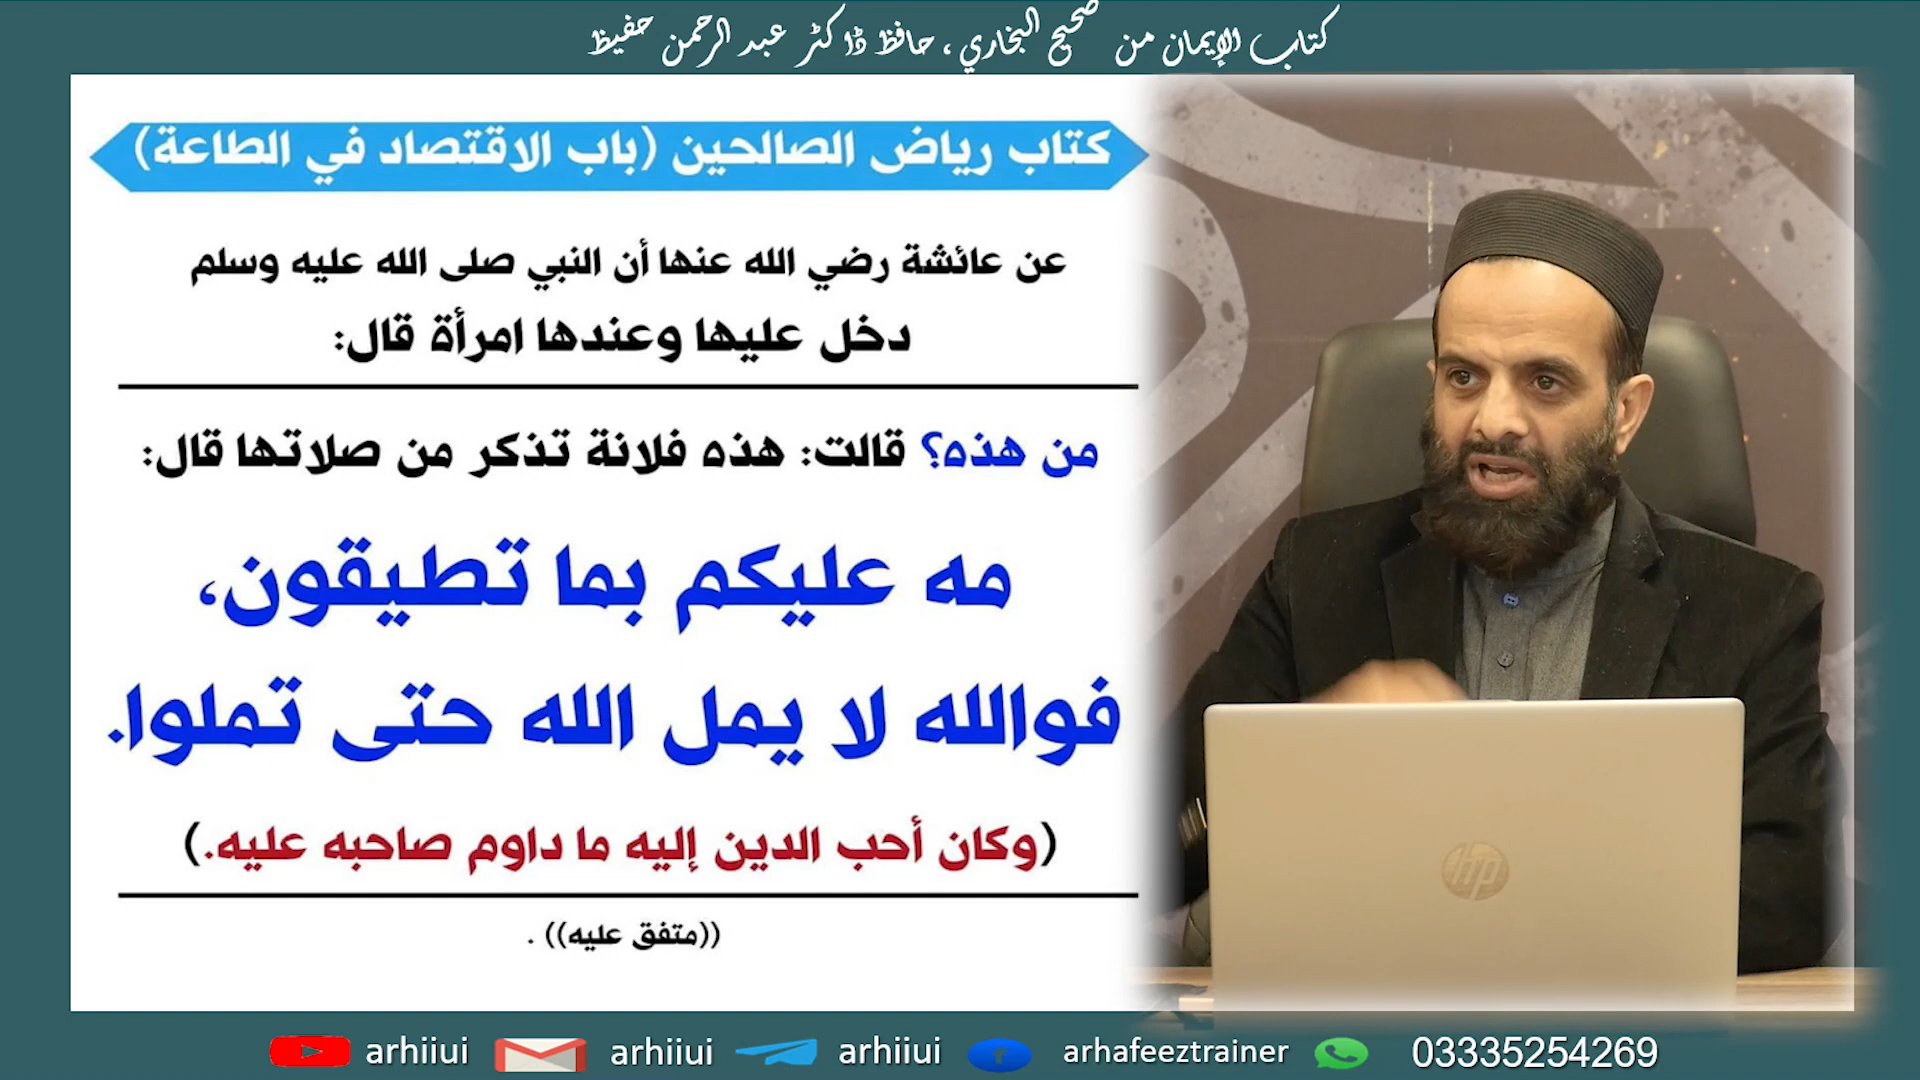 كتاب الإيمان من صحيح البخاري ، حافظ ڈاکٹر عبد الرحمن حفیظ
كتاب رياض الصالحين (باب الاقتصاد في الطاعة)
عن عائشة رضي الله عنها أن النبي صلى الله عليه وسلم
دخل عليها وعندها امرأة قال:
من هذه؟ قالت: هذه فلانة تذكر من صلاتها قال:
مه عليكم بما تطيقون،
فوالله لا يمل الله حتى تملوا.
(وكان أحب الدين إليه ما داوم صاحبه عليه.)
((متفق عليه)) .
hp
arhiiui arhiiui arhiiui arhafeeztrainer 03335254269